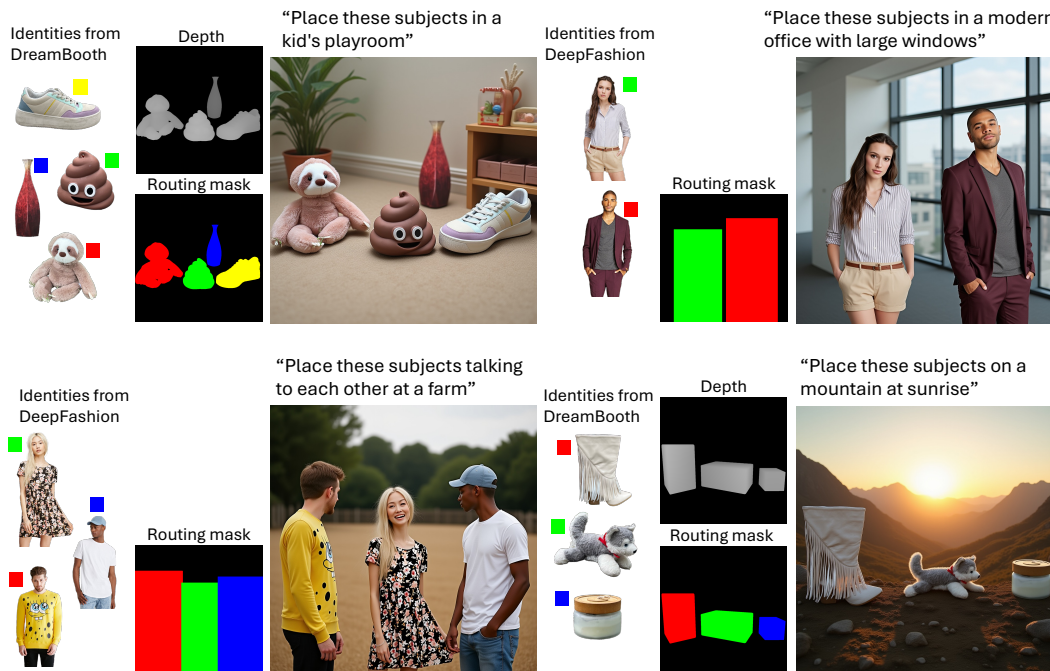 Identities from
DreamBooth
Depth
Routing mask
“Place these subjects in a
kid's playroom”
Identities from
DeepFashion
Routing mask
“Place these subjects in a modern
office with large windows”
Identities from
DeepFashion
Routing mask
“Place these subjects talking
to each other at a farm”
Identities from
DreamBooth
Depth
Routing mask
“Place these subjects on a
mountain at sunrise”